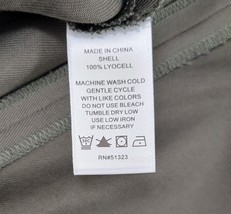 MADE IN CHINA
SHELL
100% LYOCELL
MACHINE WASH COLD
GENTLE CYCLE
WITH LIKE COLORS
DO NOT USE BLEACH
TUMBLE DRY LOW
USE LOW IRON
IF NECESSARY
RN#51323